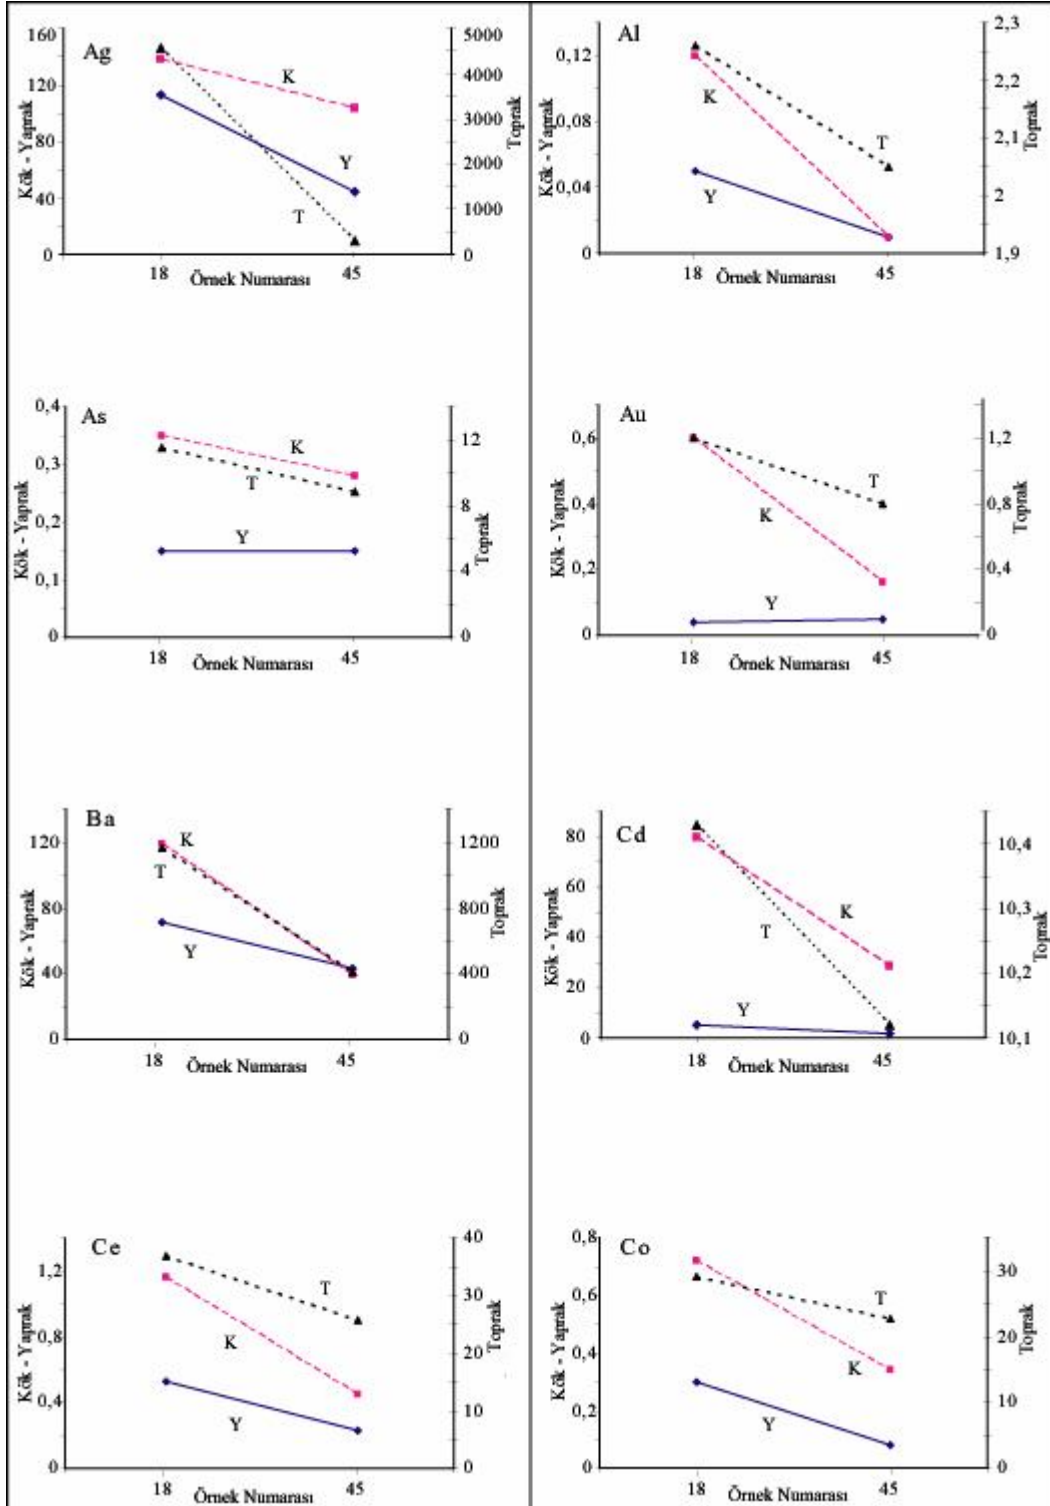 Ag
Kök - Yaprak
160
120
80
40
0
K
Y
T
5000
4000
3000
2000
1000
0
Toprak
18
45
Örnek Numarası
Al
Kök - Yaprak
0,12
0,08
0,04
0
K
T
Y
2,3
2,2
2,1
2
1,9
Toprak
18
45
Örnek Numarası
As
Kök - Yaprak
0,4
0,3
0,2
0,1
0
K
T
Y
12
8
4
0
Toprak
18
45
Örnek Numarası
Au
Kök - Yaprak
0,6
0,4
0,2
0
T
K
Y
1,2
0,8
0,4
0
Toprak
18
45
Örnek Numarası
Ba
Kök - Yaprak
120
80
40
0
K
T
Y
1200
800
400
0
Toprak
18
45
Örnek Numarası
Cd
Kök - Yaprak
80
60
40
20
0
K
T
Y
10,4
10,3
10,2
10,1
Toprak
18
45
Örnek Numarası
Ce
Kök - Yaprak
1,2
0,8
0,4
0
T
K
Y
40
30
20
10
0
Toprak
18
45
Örnek Numarası
Co
Kök - Yaprak
0,8
0,6
0,4
0,2
0
T
K
Y
30
20
10
0
Toprak
18
45
Örnek Numarası